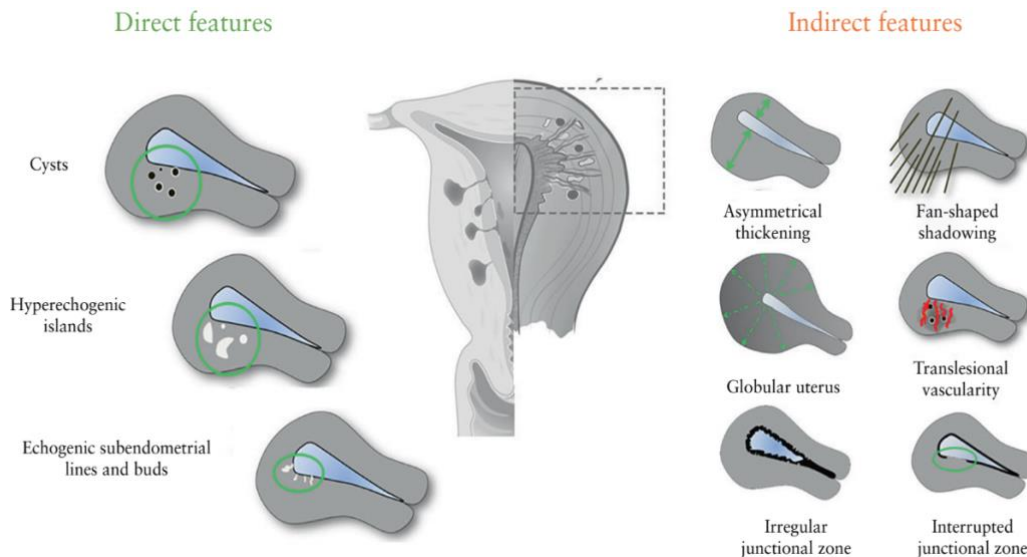 Direct features
Indirect features
Cysts
Hyperechogenic
islands
Echogenic subendometrial
lines and buds
Asymmetrical
thickening
Fan-shaped
shadowing
Globular uterus
Translesional
vascularity
Irregular
junctional zone
Interrupted
junctional zone